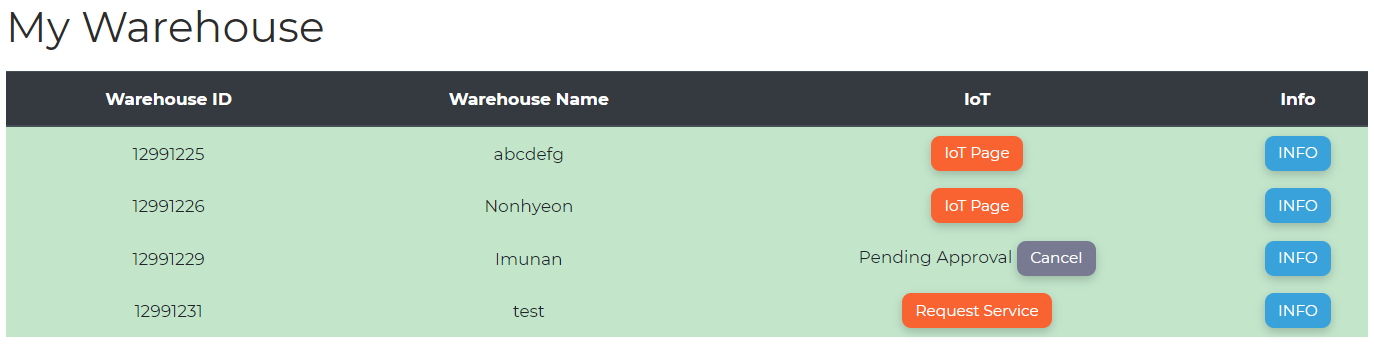 My Warehouse
Warehouse ID Warehouse Name IoT Info
12991225 abcdefg IoT Page INFO
12991226 Nonhyeon IoT Page INFO
12991229 Imunan Pending Approval Cancel INFO
12991231 test Request Service INFO